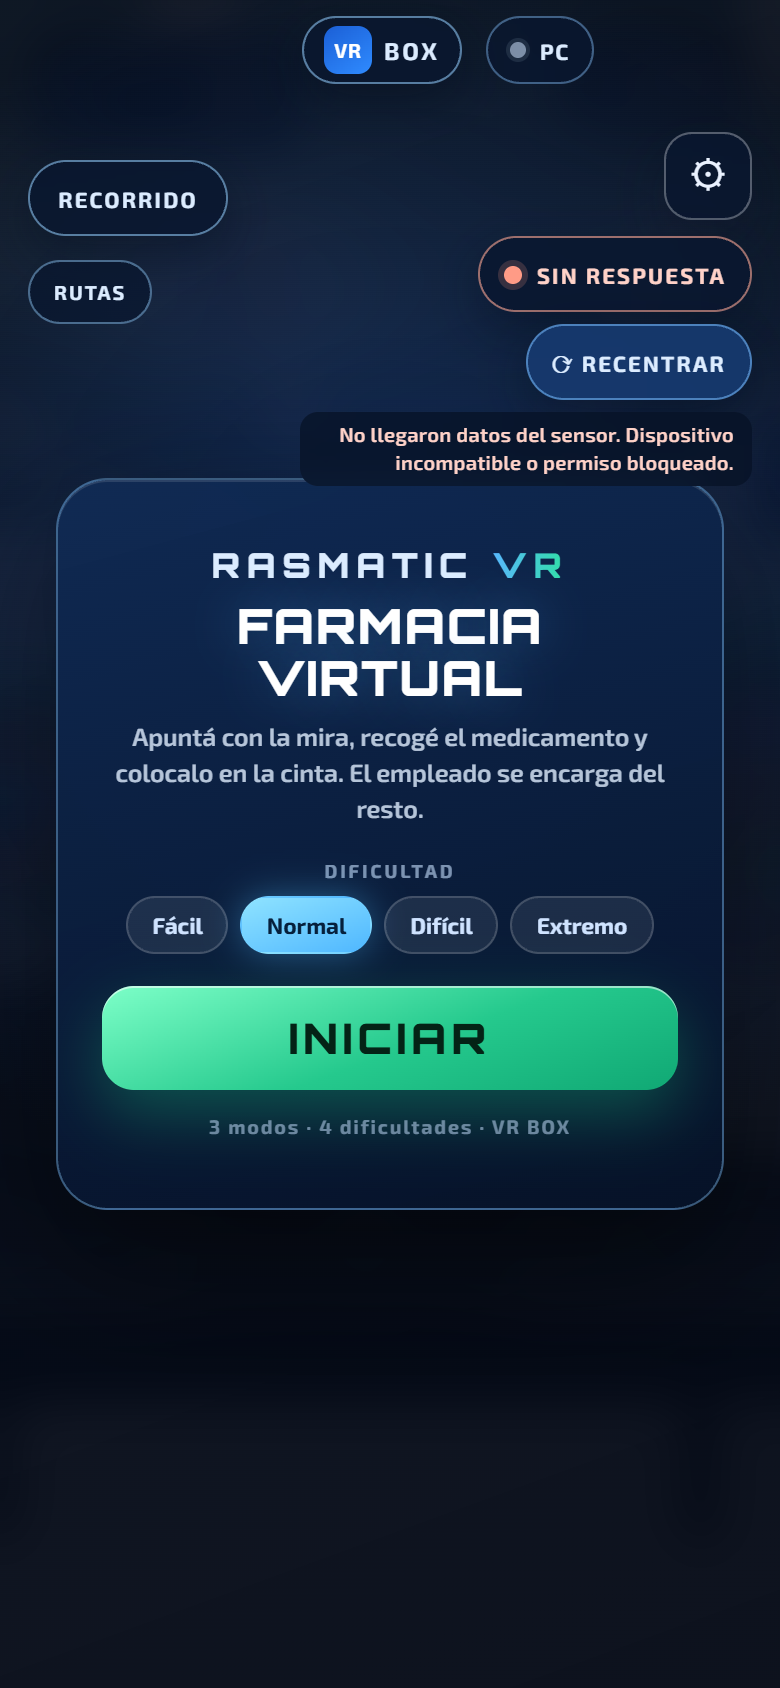 VR BOX
PC
RECORRIDO
RUTAS
SIN RESPUESTA
RECENTRAR
No llegaron datos del sensor. Dispositivo
incompatible o permiso bloqueado.
RASMATIC VR
FARMACIA
VIRTUAL
Apuntá con la mira, recogé el medicamento y
colocalo en la cinta. El empleado se encarga del
resto.
DIFICULTAD
Fácil
Normal
Difícil
Extremo
INICIAR
3 modos · 4 dificultades · VR BOX